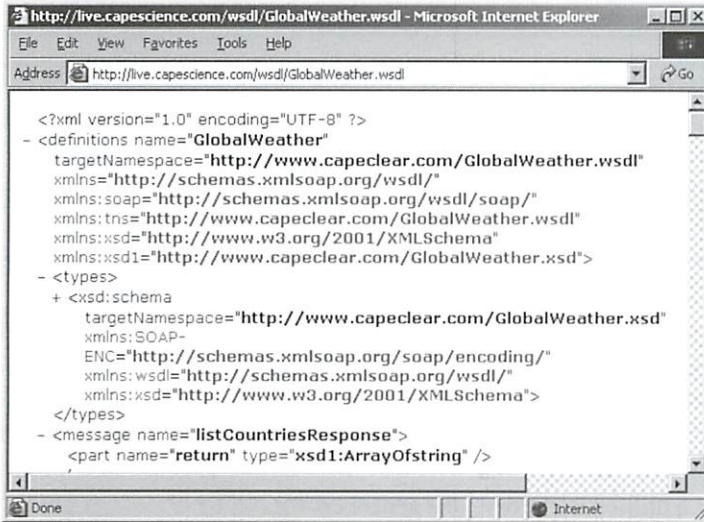 http://live.capescience.com/wsdl/GlobalWeather.wsdl - Microsoft Internet Explorer
File Edit View Favorites Tools Help
Address http://live.capescience.com/wsdl/GlobalWeather.wsdl Go
<?xml version="1.0" encoding="UTF-8" ?>
- <definitions name="GlobalWeather"
targetNamespace="http://www.capeclear.com/GlobalWeather.wsdl"
xmlns="http://schemas.xmlsoap.org/wsdl/"
xmlns:soap="http://schemas.xmlsoap.org/wsdl/soap/"
xmlns:tns="http://www.capeclear.com/GlobalWeather.wsdl"
xmlns:xsd="http://www.w3.org/2001/XMLSchema"
xmlns:xsd1="http://www.capeclear.com/GlobalWeather.xsd">
- <types>
+ <xsd:schema
targetNamespace="http://www.capeclear.com/GlobalWeather.xsd"
xmlns:SOAP-
ENC="http://schemas.xmlsoap.org/soap/encoding/"
xmlns:wsdl="http://schemas.xmlsoap.org/wsdl/"
xmlns:xsd="http://www.w3.org/2001/XMLSchema">
</types>
- <message name="listCountriesResponse">
<part name="return" type="xsd1:ArrayOfstring" />
Done Internet